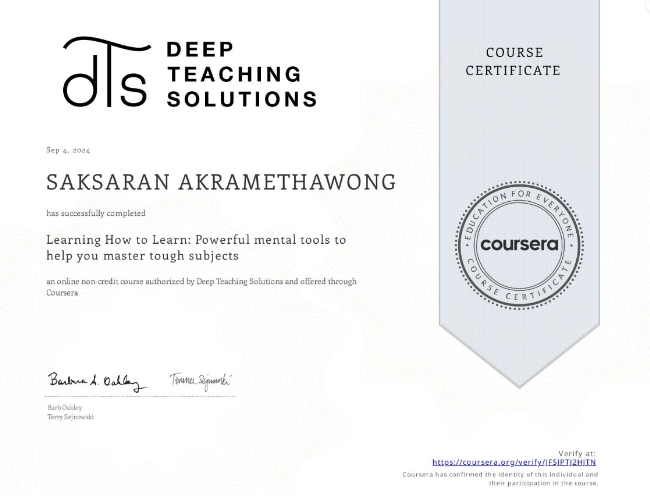 dTs
DEEP
TEACHING
SOLUTIONS
COURSE
CERTIFICATE
Sep 4, 2024
SAKSARAN AKRAMETHAWONG
has successfully completed
Learning How to Learn: Powerful mental tools to
help you master tough subjects
an online non-credit course authorized by Deep Teaching Solutions and offered through
Coursera
EDUCATION FOR EVERYONE
coursera
COURSE CERTIFICATE
Barbara A. Oakley
Terrence Sejnowski
Barb Oakley
Terry Sejnowski
Verify at:
https://coursera.org/verify/JFSJPTJ2HJTN
Coursera has confirmed the identity of this individual and
their participation in the course.